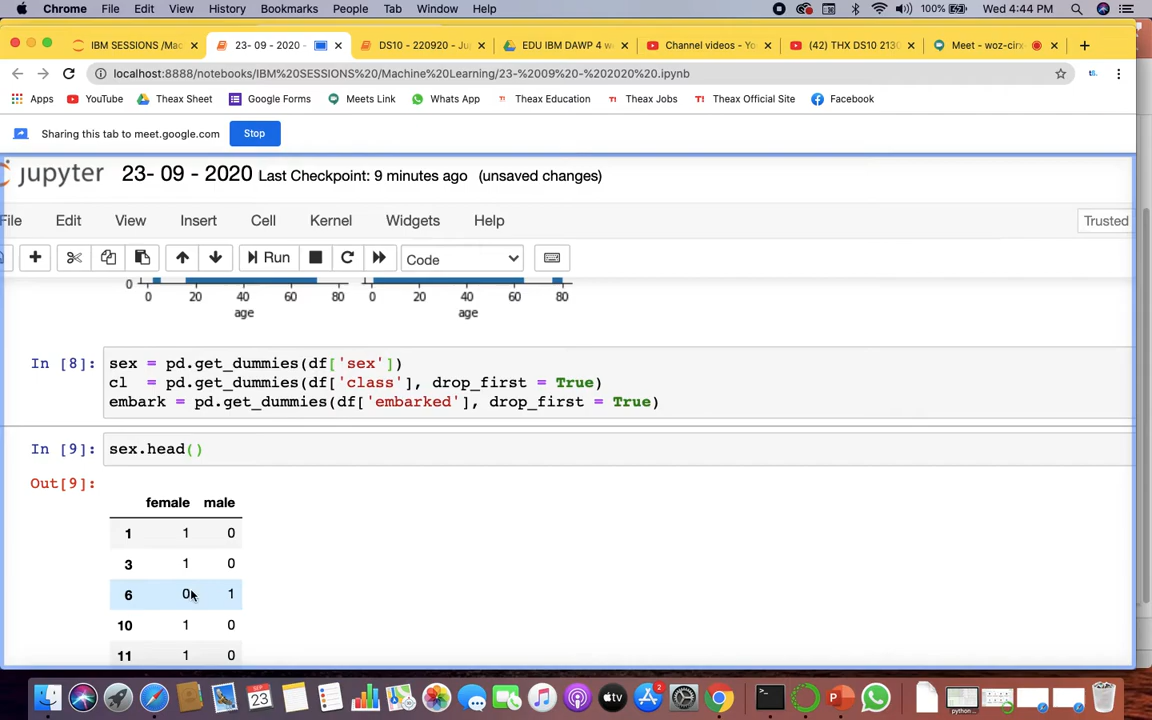 Chrome File Edit View History Bookmarks People Tab Window Help 100% Wed 4:44 PM
IBM SESSIONS /Mac 23- 09 - 2020 - DS10 - 220920 - Ju EDU IBM DAWP 4 w Channel videos - Yo (42) THX DS10 2130 Meet - woz-cirx
localhost:8888/notebooks/IBM%20SESSIONS%20/Machine%20Learning/23-%2009%20-%202020%20.ipynb
Apps YouTube Theax Sheet Google Forms Meets Link Whats App Theax Education Theax Jobs Theax Official Site Facebook
Sharing this tab to meet.google.com Stop
jupyter 23- 09 - 2020 Last Checkpoint: 9 minutes ago (unsaved changes)
File Edit View Insert Cell Kernel Widgets Help Trusted
Run Code
0
0 20 40 60 80 0 20 40 60 80
age age
In [8]: sex = pd.get_dummies(df['sex'])
cl = pd.get_dummies(df['class'], drop_first = True)
embark = pd.get_dummies(df['embarked'], drop_first = True)
In [9]: sex.head()
Out[9]:
female male
1 1 0
3 1 0
6 0 1
10 1 0
11 1 0